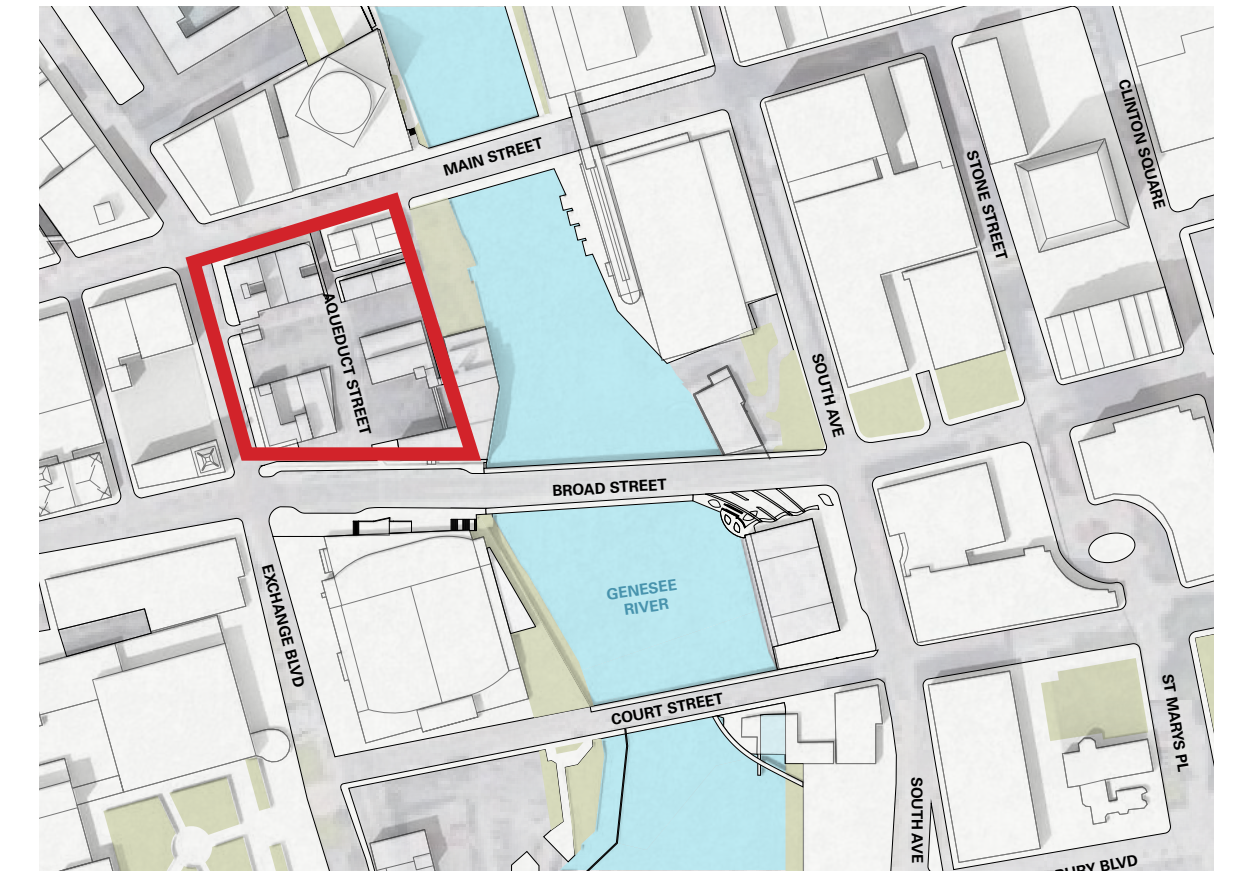 MAIN STREET
CLINTON SQUARE
STONE STREET
AQUEDUCT STREET
SOUTH AVE
BROAD STREET
EXCHANGE BLVD
GENESEE
RIVER
COURT STREET
ST MARYS PL
SOUTH AVE
BLVD